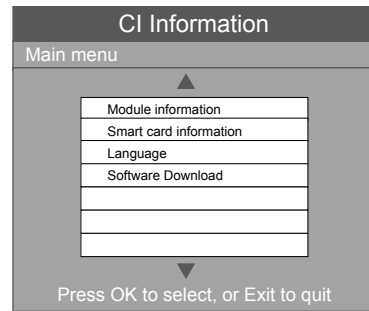 CI Information
Main menu
Module information
Smart card information
Language
Software Download
Press OK to select, or Exit to quit